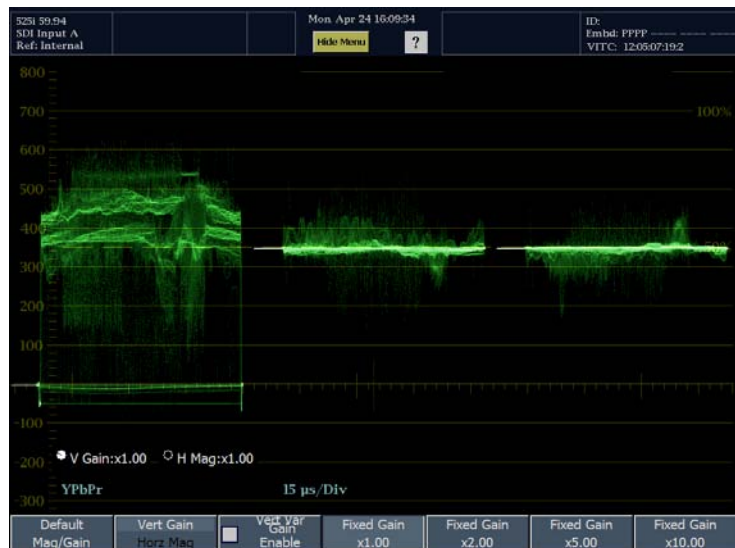 525i 59.94
SDI Input A
Ref: Internal
Mon Apr 24 16:09:34
Hide Menu
?
ID:
Embd: PPPP ---- ---- ----
VITC: 12:05:07:19:2
800
700
100%
600
500
400
50%
300
200
100
-100
V Gain:x1.00
H Mag:x1.00
-200
YPbPr
15 µs/Div
-300
Default
Mag/Gain
Vert Gain
Horz Mag
Vert Var
Gain
Enable
Fixed Gain
x1.00
Fixed Gain
x2.00
Fixed Gain
x5.00
Fixed Gain
x10.00